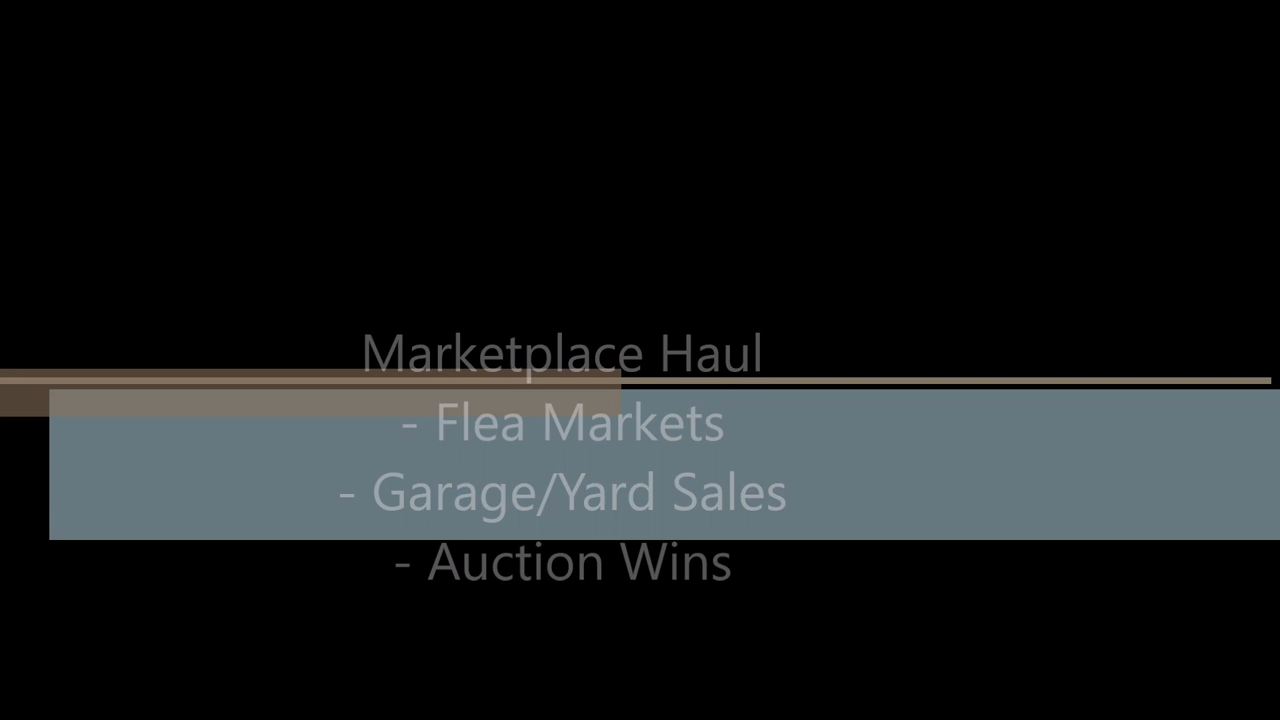 Marketplace Haul
- Flea Markets
- Garage/Yard Sales
- Auction Wins